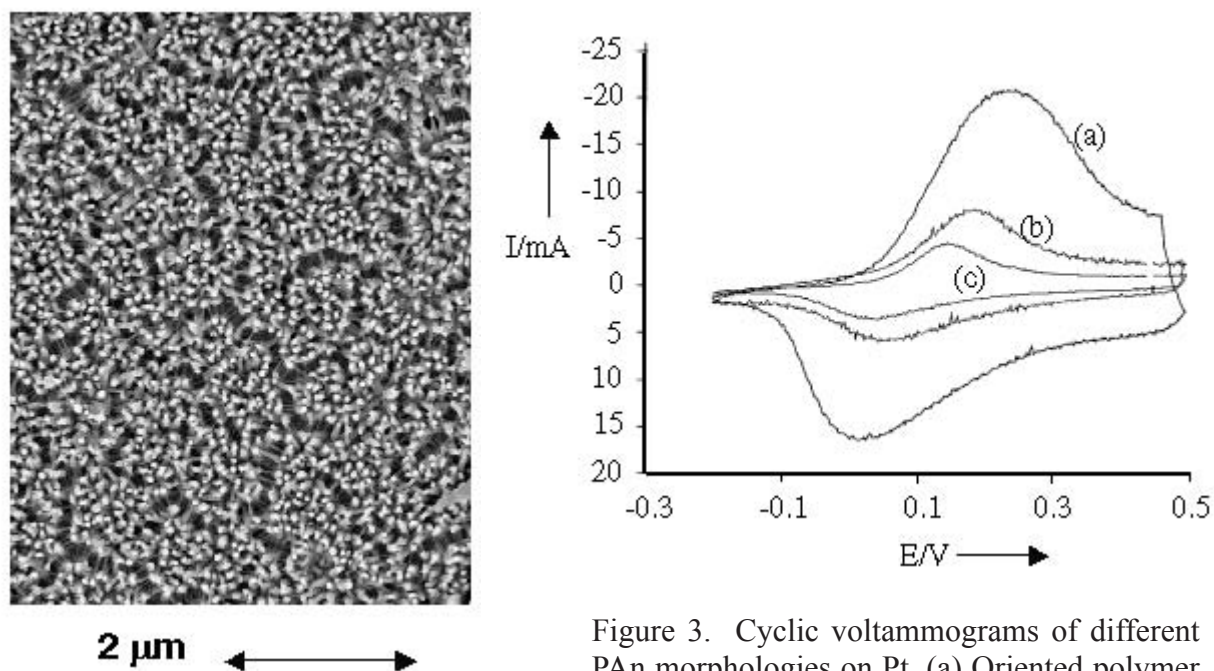 2 μm
-25
-20
-15
-10
-5
0
5
10
15
20
I/mA
(a)
(b)
(c)
-0.3 -0.1 0.1 0.3 0.5
E/V
Figure 3. Cyclic voltammograms of different
PAn morphologies on Pt. (a) Oriented polymer